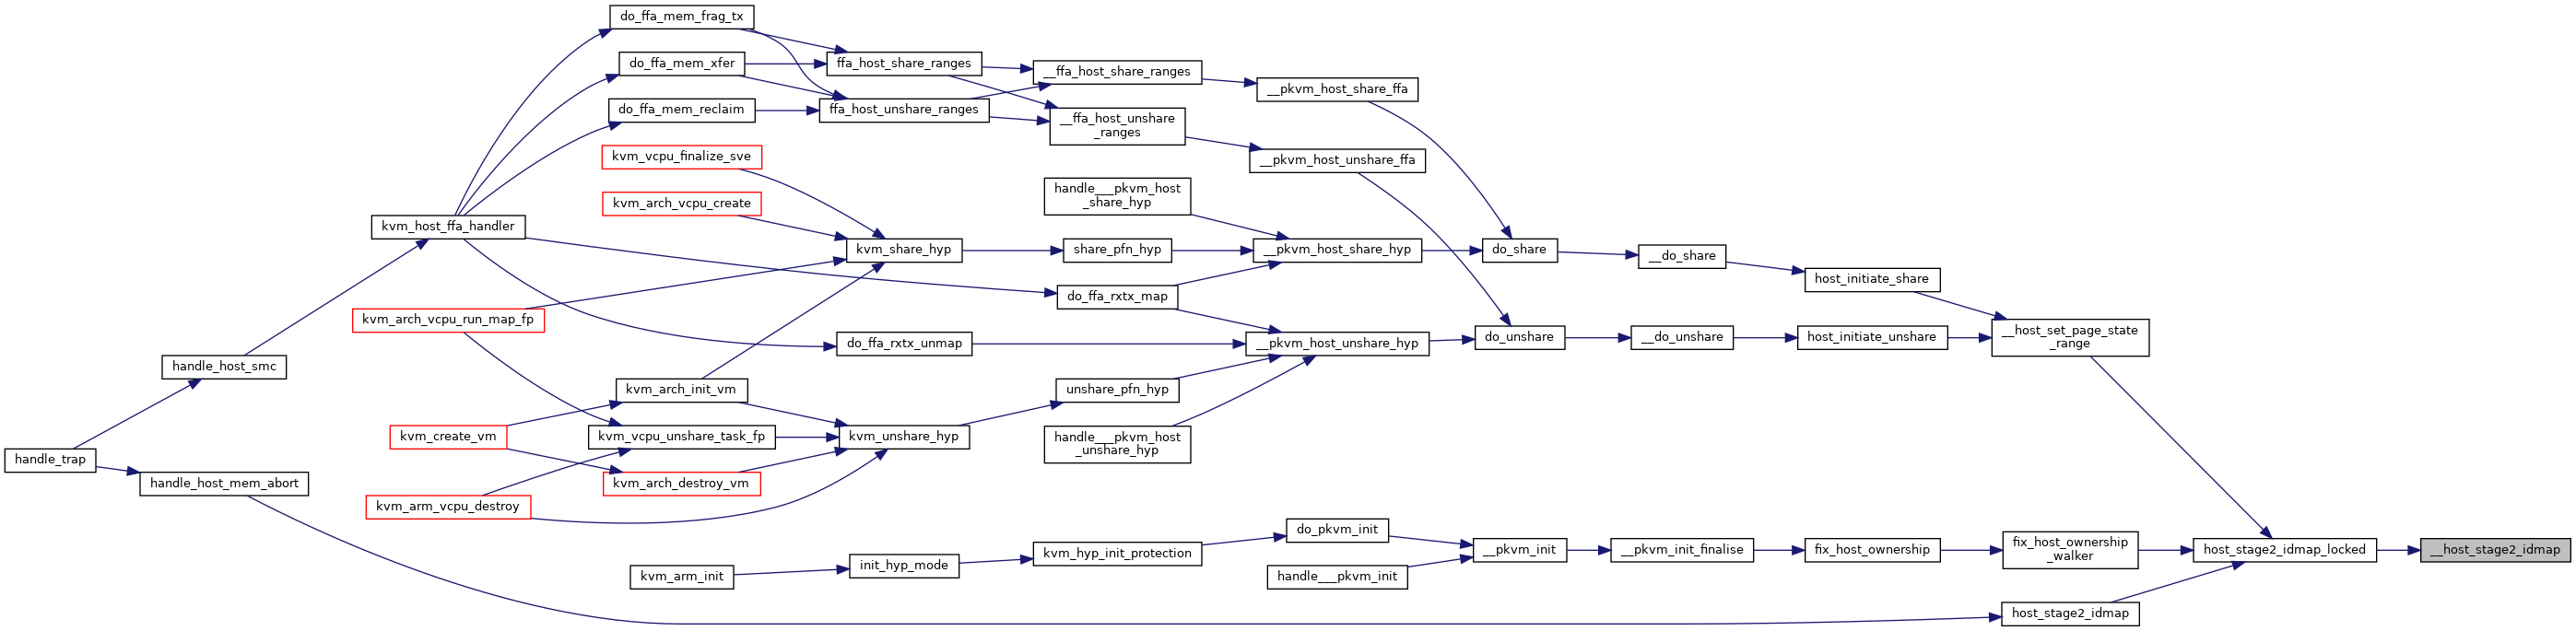 do_ffa_mem_frag_tx
do_ffa_mem_xfer
ffa_host_share_ranges
__ffa_host_share_ranges
__pkvm_host_share_ffa
do_ffa_mem_reclaim
ffa_host_unshare_ranges
__ffa_host_unshare
_ranges
kvm_vcpu_finalize_sve
__pkvm_host_unshare_ffa
kvm_arch_vcpu_create
handle___pkvm_host
_share_hyp
kvm_host_ffa_handler
kvm_share_hyp
share_pfn_hyp
__pkvm_host_share_hyp
do_share
__do_share
host_initiate_share
do_ffa_rxtx_map
kvm_arch_vcpu_run_map_fp
do_ffa_rxtx_unmap
__pkvm_host_unshare_hyp
do_unshare
__do_unshare
host_initiate_unshare
__host_set_page_state
_range
handle_host_smc
kvm_arch_init_vm
unshare_pfn_hyp
kvm_create_vm
kvm_vcpu_unshare_task_fp
kvm_unshare_hyp
handle___pkvm_host
_unshare_hyp
handle_trap
handle_host_mem_abort
kvm_arch_destroy_vm
kvm_arm_vcpu_destroy
do_pkvm_init
kvm_hyp_init_protection
__pkvm_init
__pkvm_init_finalise
fix_host_ownership
fix_host_ownership
_walker
host_stage2_idmap_locked
__host_stage2_idmap
kvm_arm_init
init_hyp_mode
handle___pkvm_init
host_stage2_idmap